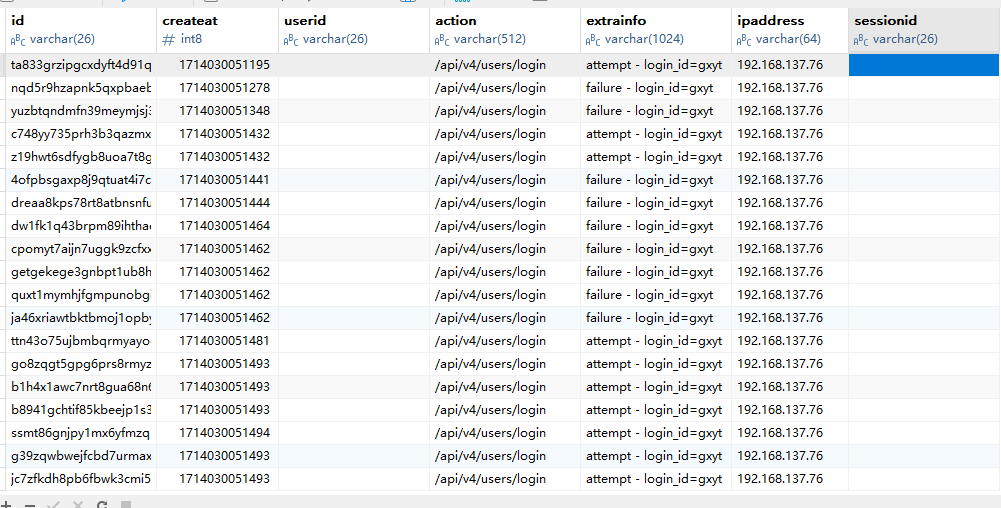 id createat userid action extrainfo ipaddress sessionid
ABC varchar(26) # int8 ABC varchar(26) ABC varchar(512) ABC varchar(1024) ABC varchar(64) ABC varchar(26)
ta833grzipgcxdyft4d91q 1714030051195 /api/v4/users/login attempt - login_id=gxyt 192.168.137.76
nqd5r9hzapnk5qxpbaeb 1714030051278 /api/v4/users/login failure - login_id=gxyt 192.168.137.76
yuzbtqndmfn39meymjsj3 1714030051348 /api/v4/users/login failure - login_id=gxyt 192.168.137.76
c748yy735prh3b3qazmx 1714030051432 /api/v4/users/login attempt - login_id=gxyt 192.168.137.76
z19hwt6sdfygb8uoa7t8g 1714030051432 /api/v4/users/login attempt - login_id=gxyt 192.168.137.76
4ofpbsgaxp8j9qtuat4i7c 1714030051441 /api/v4/users/login failure - login_id=gxyt 192.168.137.76
dreaa8kps78rt8atbnsnfu 1714030051444 /api/v4/users/login failure - login_id=gxyt 192.168.137.76
dw1fk1q43brpm89ihthae 1714030051464 /api/v4/users/login failure - login_id=gxyt 192.168.137.76
cpomyt7aijn7uggk9zcfxx 1714030051462 /api/v4/users/login failure - login_id=gxyt 192.168.137.76
getgekege3gnbpt1ub8h 1714030051462 /api/v4/users/login failure - login_id=gxyt 192.168.137.76
quxt1mymhjfgmpunobg 1714030051462 /api/v4/users/login failure - login_id=gxyt 192.168.137.76
ja46xriawtbktbmoj1opby 1714030051462 /api/v4/users/login failure - login_id=gxyt 192.168.137.76
ttn43o75ujbmbqrmyayo 1714030051481 /api/v4/users/login attempt - login_id=gxyt 192.168.137.76
go8zqgt5gpg6prs8rmyz 1714030051493 /api/v4/users/login attempt - login_id=gxyt 192.168.137.76
b1h4x1awc7nrt8gua68n6 1714030051493 /api/v4/users/login attempt - login_id=gxyt 192.168.137.76
b8941gchtif85kbeejp1s3 1714030051493 /api/v4/users/login attempt - login_id=gxyt 192.168.137.76
ssmt86gnjpy1mx6yfmzq 1714030051494 /api/v4/users/login attempt - login_id=gxyt 192.168.137.76
g39zqwbwejfcbd7urmax 1714030051493 /api/v4/users/login attempt - login_id=gxyt 192.168.137.76
jc7zfkdh8pb6fbwk3cmi5 1714030051493 /api/v4/users/login attempt - login_id=gxyt 192.168.137.76